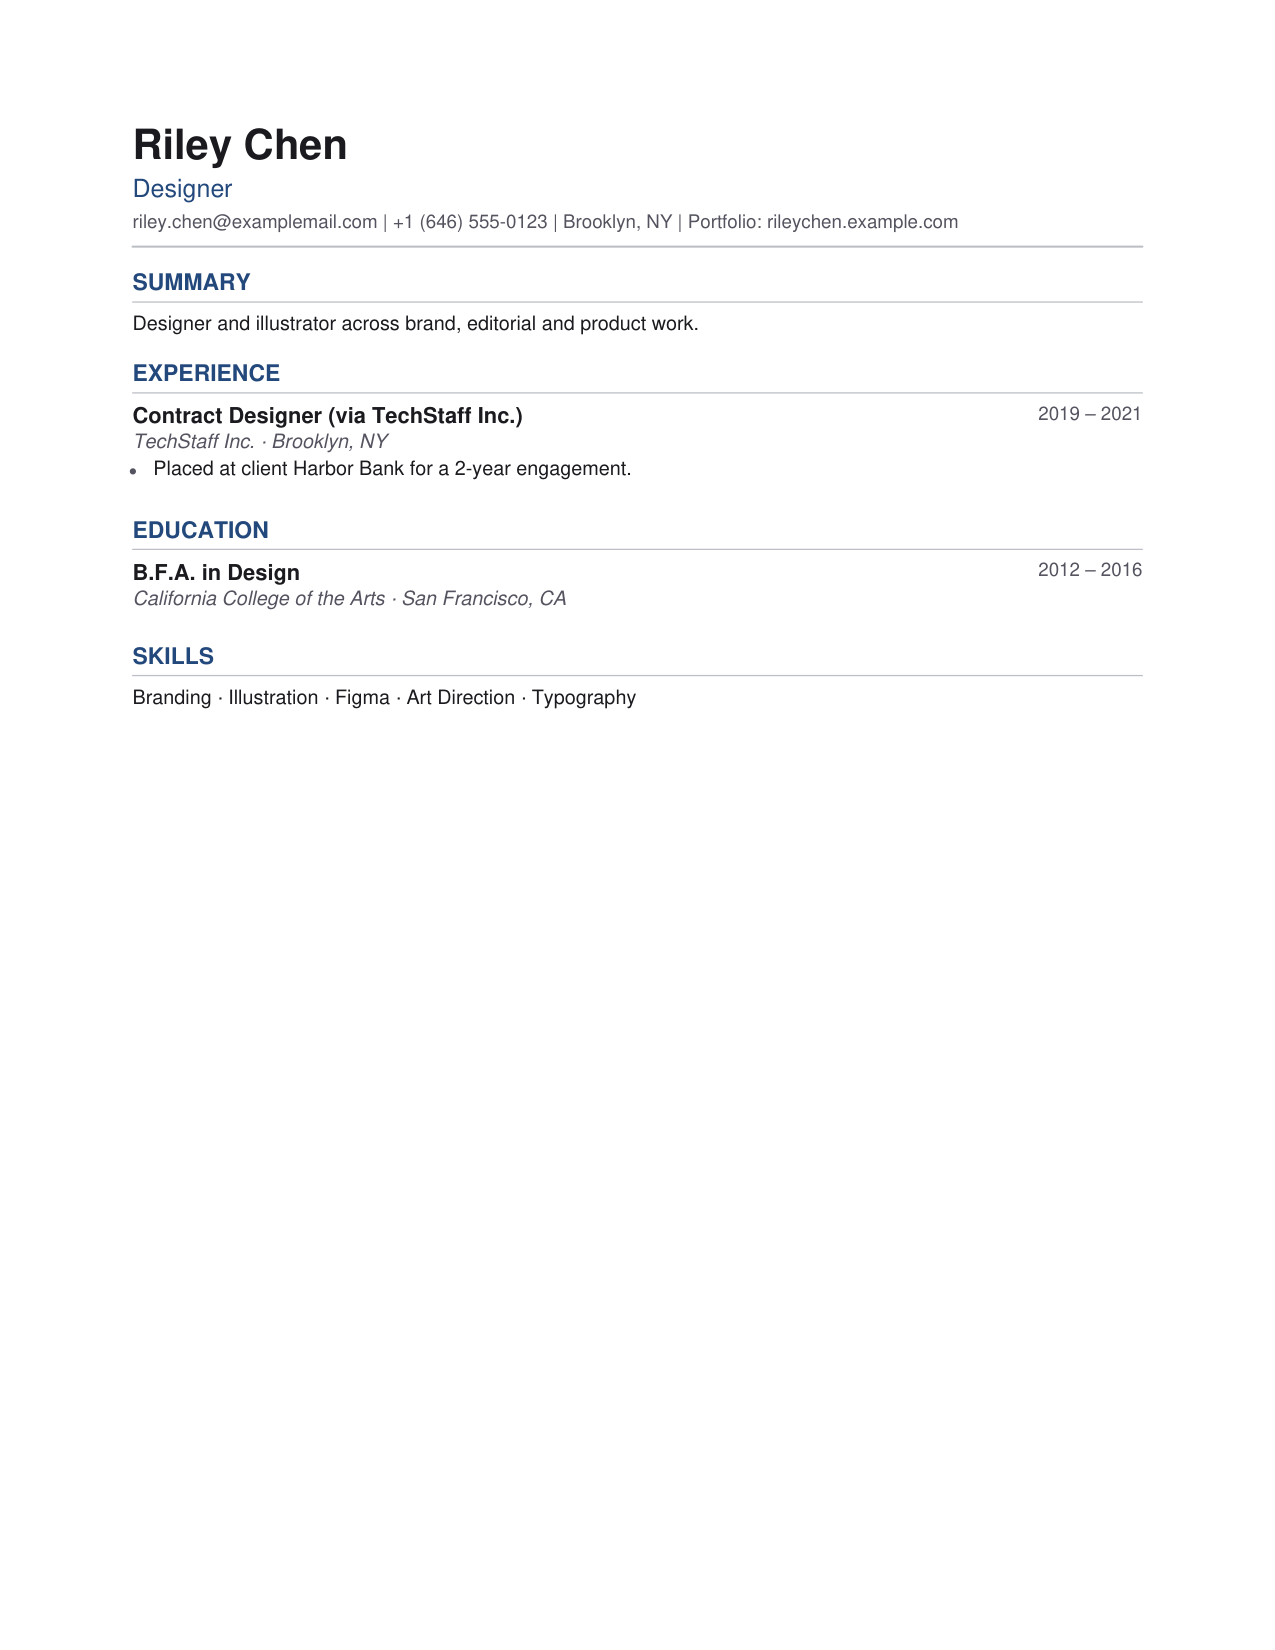 Riley Chen
Designer
riley.chen@examplemail.com | +1 (646) 555-0123 | Brooklyn, NY | Portfolio: rileychen.example.com
SUMMARY
Designer and illustrator across brand, editorial and product work.
EXPERIENCE
Contract Designer (via TechStaff Inc.) 2019 – 2021
TechStaff Inc. · Brooklyn, NY
• Placed at client Harbor Bank for a 2-year engagement.
EDUCATION
B.F.A. in Design 2012 – 2016
California College of the Arts · San Francisco, CA
SKILLS
Branding · Illustration · Figma · Art Direction · Typography